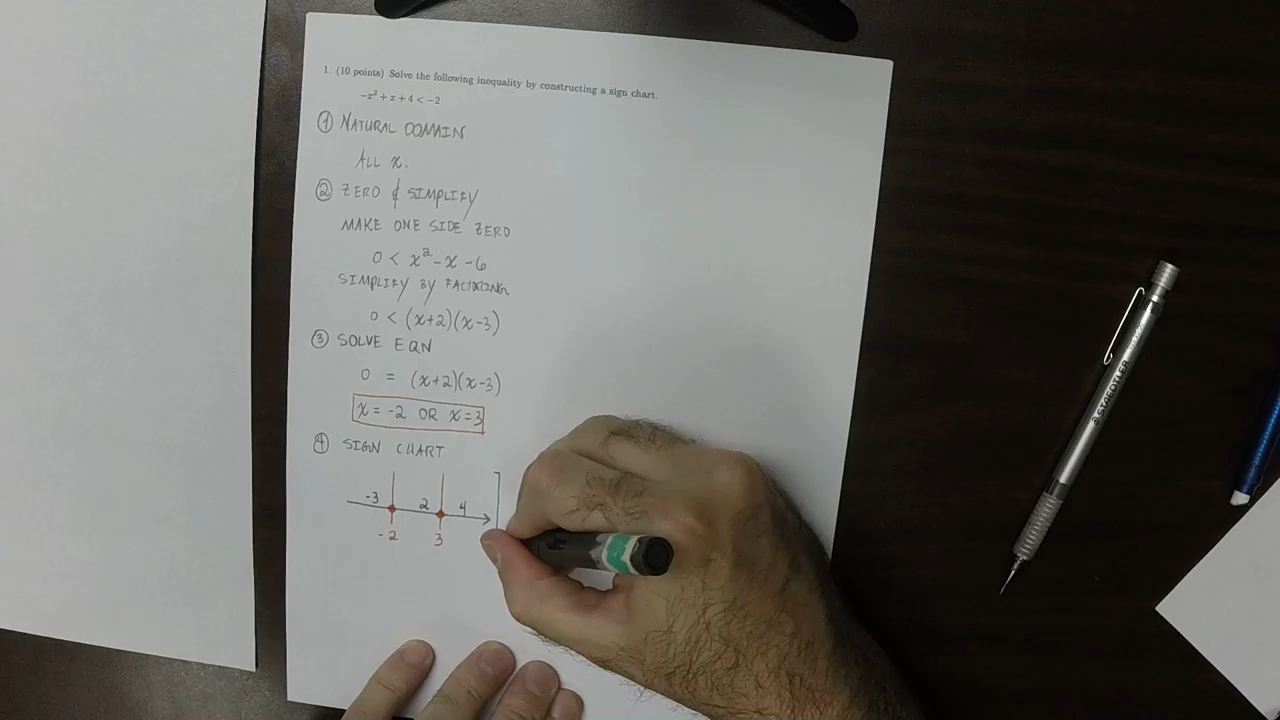 1. (10 points) Solve the following inequality by constructing a sign chart.
-x² + x + 4 < -2
① NATURAL DOMAIN
ALL x.
② ZERO & SIMPLIFY
MAKE ONE SIDE ZERO
0 < x² - x - 6
SIMPLIFY BY FACTORING
0 < (x+2)(x-3)
③ SOLVE EQN
0 = (x+2)(x-3)
x = -2 OR x = 3
④ SIGN CHART
-3 2 4
-2 3
STAEDTLER